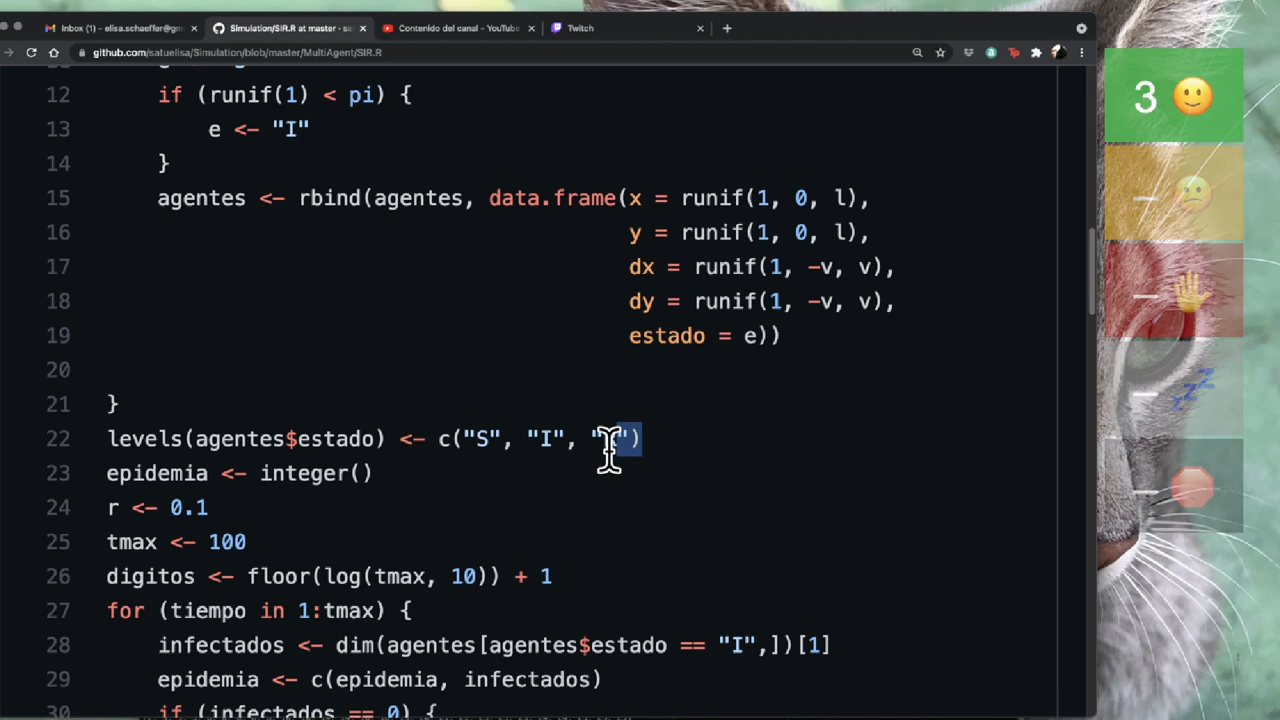 Inbox (1) - elisa.schaeffer@gm
Simulation/SIR.R at master · sat
Contenido del canal – YouTube
Twitch
github.com/satuelisa/Simulation/blob/master/MultiAgent/SIR.R
12 if (runif(1) < pi) {
13 e <- "I"
14 }
15 agentes <- rbind(agentes, data.frame(x = runif(1, 0, l),
16 y = runif(1, 0, l),
17 dx = runif(1, -v, v),
18 dy = runif(1, -v, v),
19 estado = e))
20
21 }
22 levels(agentes$estado) <- c("S", "I", " ")
23 epidemia <- integer()
24 r <- 0.1
25 tmax <- 100
26 digitos <- floor(log(tmax, 10)) + 1
27 for (tiempo in 1:tmax) {
28 infectados <- dim(agentes[agentes$estado == "I",])[1]
29 epidemia <- c(epidemia, infectados)
30 if (infectados == 0) {
3